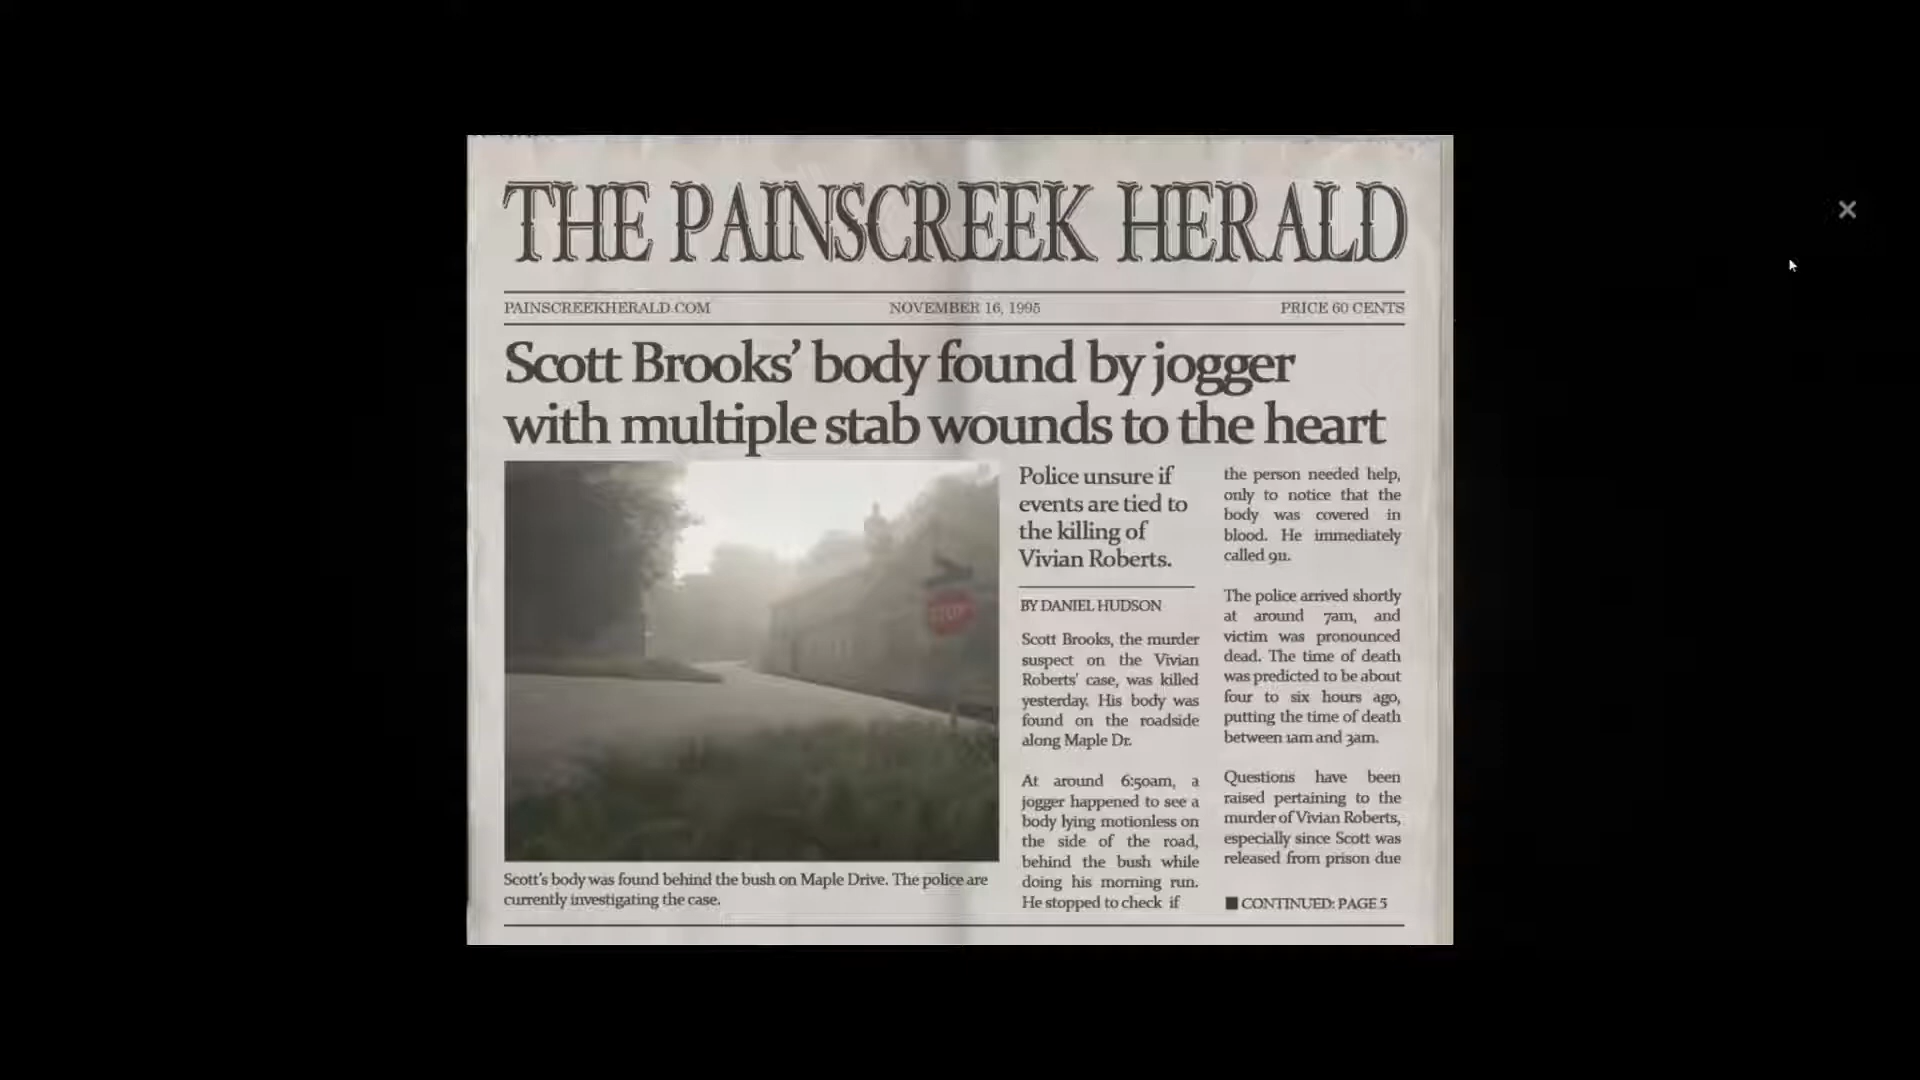 THE PAINSCREEK HERALD
PAINSCREEKHERALD.COM NOVEMBER 16, 1995 PRICE 60 CENTS
Scott Brooks' body found by jogger
with multiple stab wounds to the heart
STOP
Scott's body was found behind the bush on Maple Drive. The police are
currently investigating the case.
Police unsure if
events are tied to
the killing of
Vivian Roberts.
BY DANIEL HUDSON
Scott Brooks, the murder
suspect on the Vivian
Roberts' case, was killed
yesterday. His body was
found on the roadside
along Maple Dr.
At around 6:50am, a
jogger happened to see a
body lying motionless on
the side of the road,
behind the bush while
doing his morning run.
He stopped to check if
the person needed help,
only to notice that the
body was covered in
blood. He immediately
called 911.
The police arrived shortly
at around 7am, and
victim was pronounced
dead. The time of death
was predicted to be about
four to six hours ago,
putting the time of death
between 1am and 3am.
Questions have been
raised pertaining to the
murder of Vivian Roberts,
especially since Scott was
released from prison due
■ CONTINUED: PAGE 5